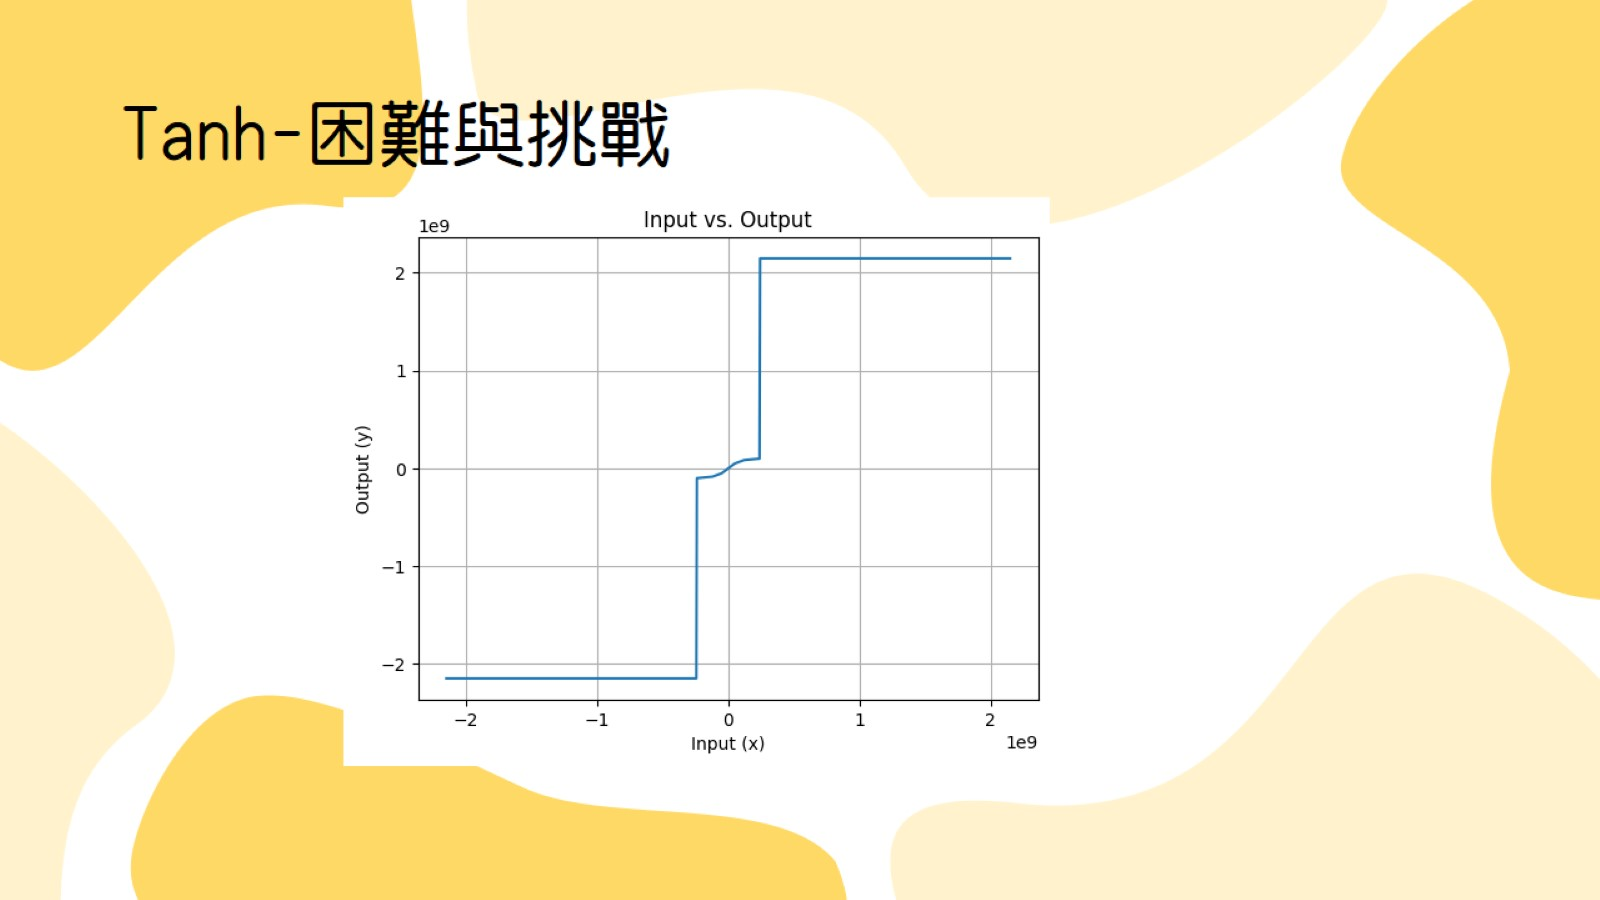 Tanh-困難與挑戰
Input vs. Output
1e9
2
1
0
−1
−2
Output (y)
−2 −1 0 1 2
Input (x)
1e9